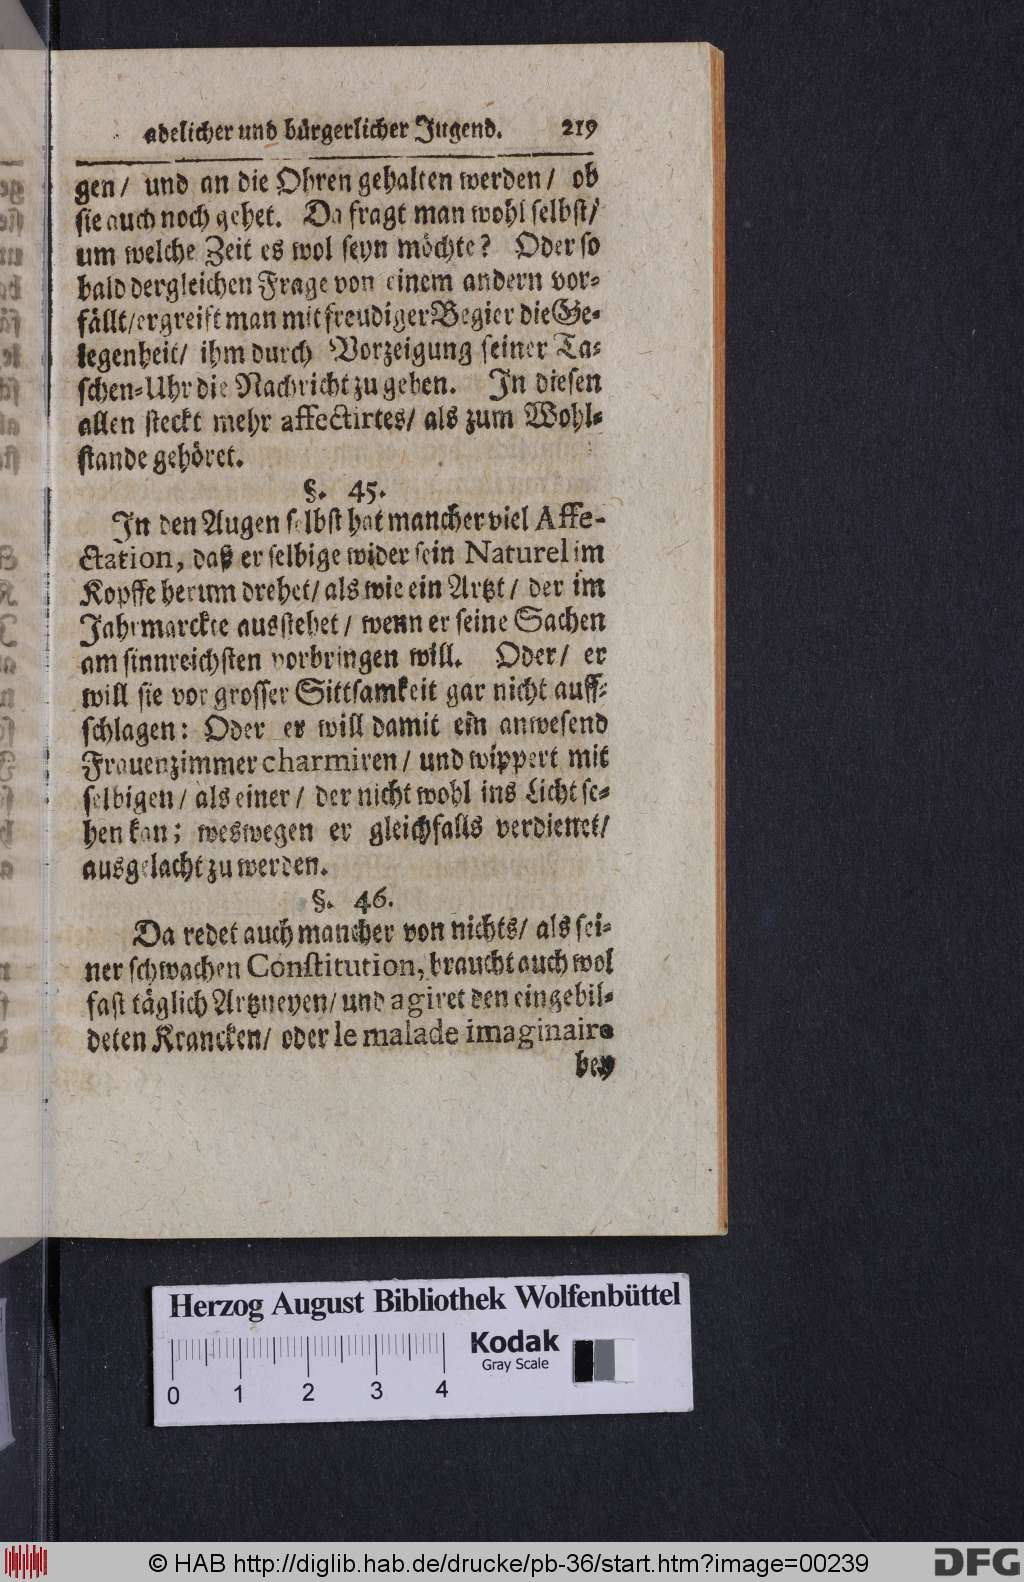 adelicher und bürgerlicher Jugend. 219
gen/ und an die Ohren gehalten werden/ ob
sie auch noch gehet. Da fragt man wohl selbst/
um welche Zeit es wol seyn möchte? Oder so
bald dergleichen Frage von einem andern vor-
fällt/ ergreift man mit freudiger Begier die Ge-
legenheit/ ihm durch Vorzeigung seiner Ta-
schen-Uhr die Nachricht zu geben. In diesen
allen steckt mehr affectirtes/ als zum Wohl-
stande gehöret.
§. 45.
In den Augen selbst hat mancher viel Affe-
ctation, daß er selbige wider sein Naturel im
Kopffe herum drehet/ als wie ein Artzt/ der im
Jahrmarckte ausstehet/ wenn er seine Sachen
am sinnreichsten vorbringen will. Oder/ er
will sie vor grosser Sittsamkeit gar nicht auff-
schlagen: Oder er will damit ein anwesend
Frauenzimmer charmiren/ und wippert mit
selbigen/ als einer/ der nicht wohl ins Licht se-
hen kan; weswegen er gleichfalls verdienet/
ausgelacht zu werden.
§. 46.
Da redet auch mancher von nichts/ als sei-
ner schwachen Constitution, braucht auch wol
fast täglich Artzneyen/ und agiret den eingebil-
deten Krancken/ oder le malade imaginaire
bey
Herzog August Bibliothek Wolfenbüttel
Kodak
Gray Scale
0 1 2 3 4
© HAB http://diglib.hab.de/drucke/pb-36/start.htm?image=00239
DFG